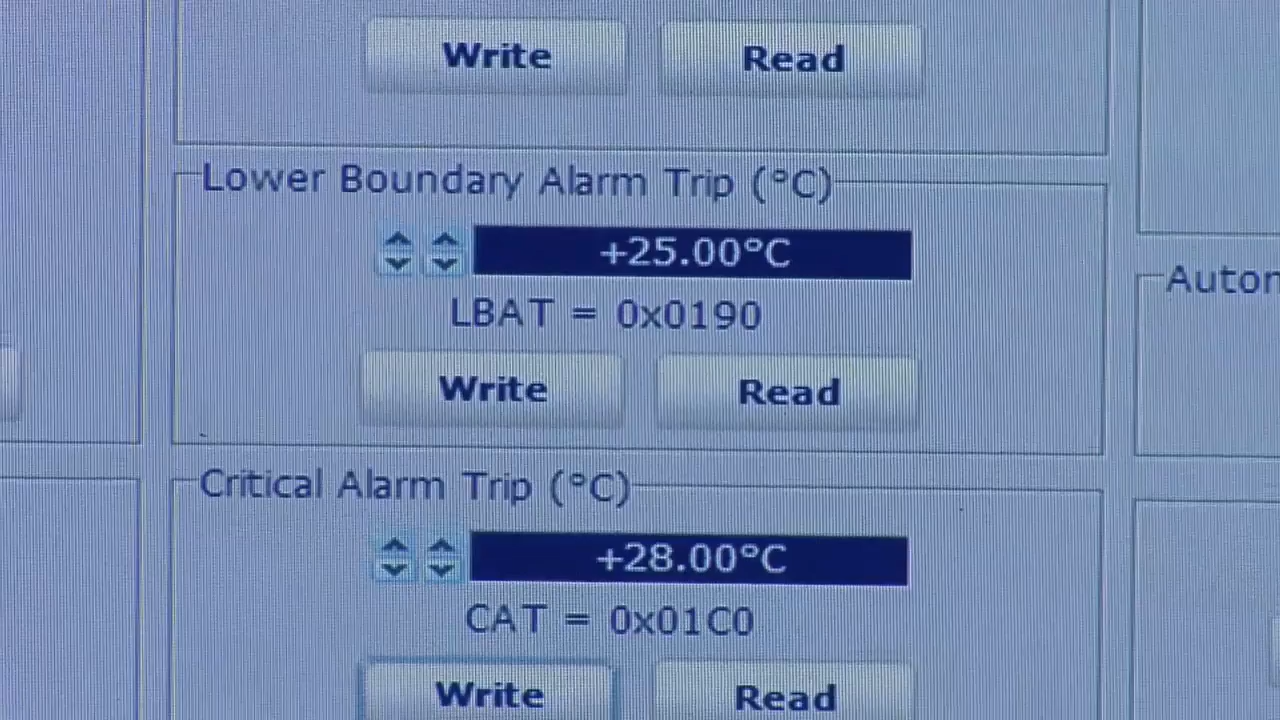 Write Read
Lower Boundary Alarm Trip (°C)
+25.00°C
LBAT = 0x0190
Write Read
Autor
Critical Alarm Trip (°C)
+28.00°C
CAT = 0x01C0
Write Read